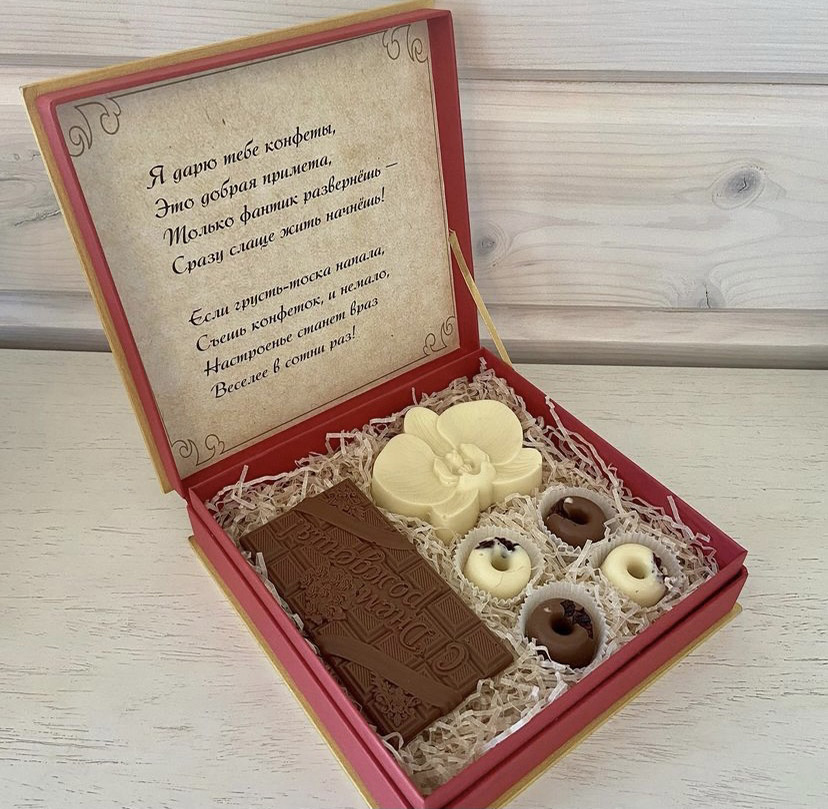 Я дарю тебе конфеты,
Это добрая примета,
Только фантик развернёшь –
Сразу слаще жить начнёшь!
Если грусть-тоска напала,
Съешь конфеток, и немало,
Настроенье станет враз
Веселее в сотни раз!
С Днем
Рождения